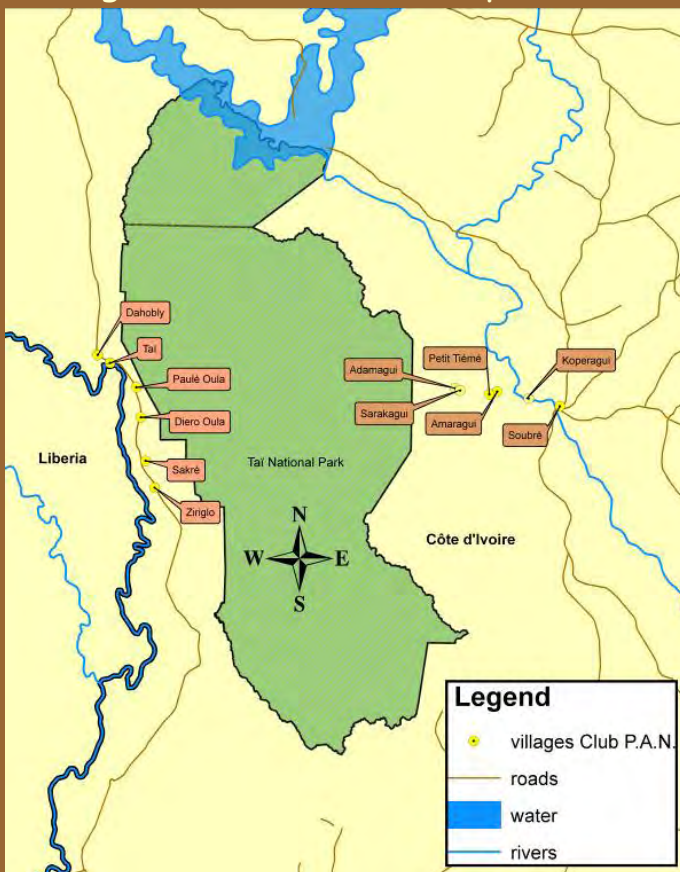 Dahobly
Taï
Paulé Oula
Diero Oula
Sakré
Ziriglo
Liberia
Taï National Park
N
W
E
S
Adamagui
Sarakagui
Petit Tiémé
Amaragui
Koperagui
Soubré
Côte d'Ivoire
Legend
villages Club P.A.N.
roads
water
rivers